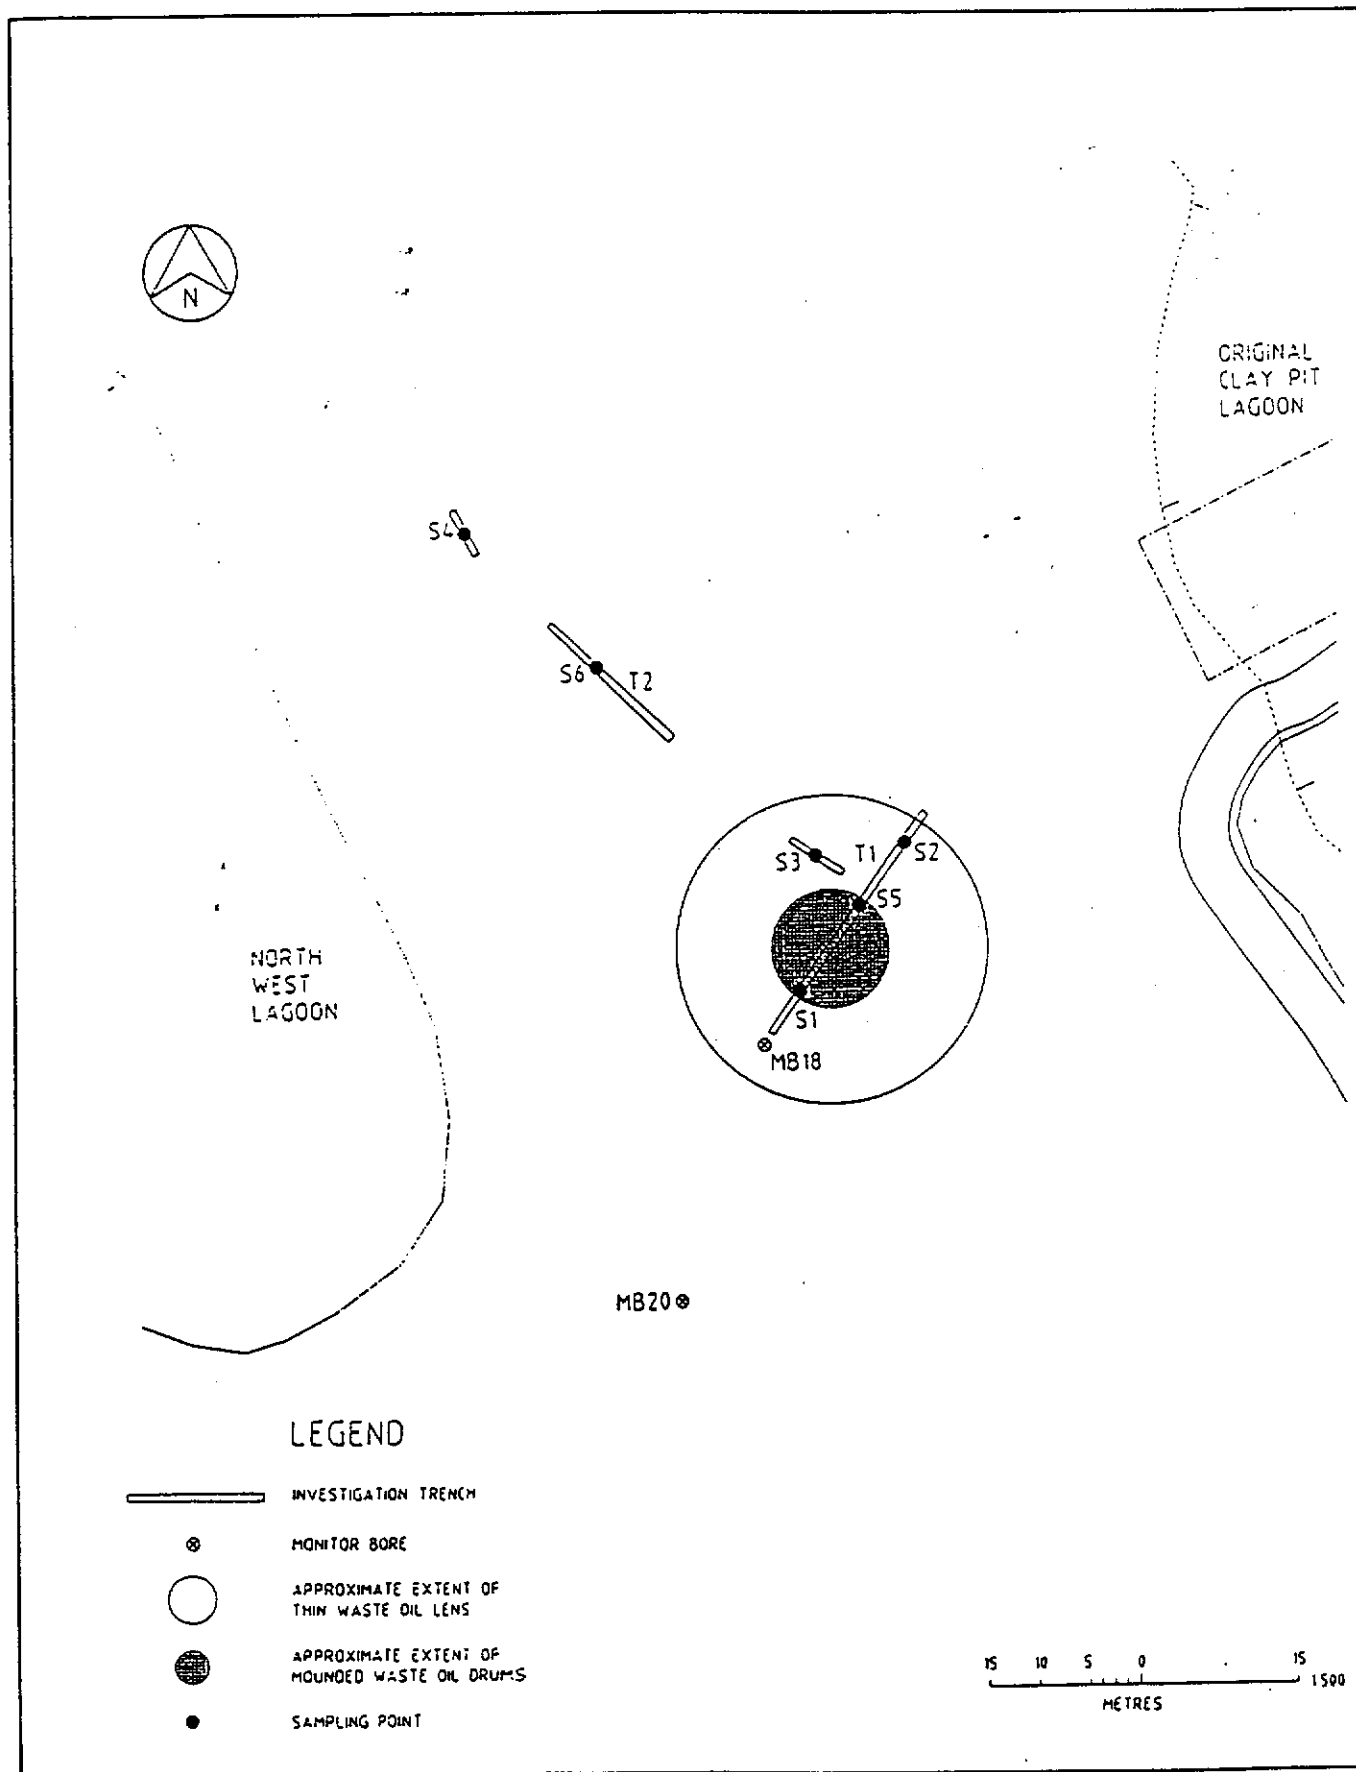 N
ORIGINAL
CLAY PIT
LAGOON
S4
S6
T2
S3
T1
S2
S5
S1
MB18
NORTH
WEST
LAGOON
MB20
LEGEND
INVESTIGATION TRENCH
MONITOR BORE
APPROXIMATE EXTENT OF
THIN WASTE OIL LENS
APPROXIMATE EXTENT OF
MOUNDED WASTE OIL DRUMS
SAMPLING POINT
15 10 5 0 15
1500
METRES